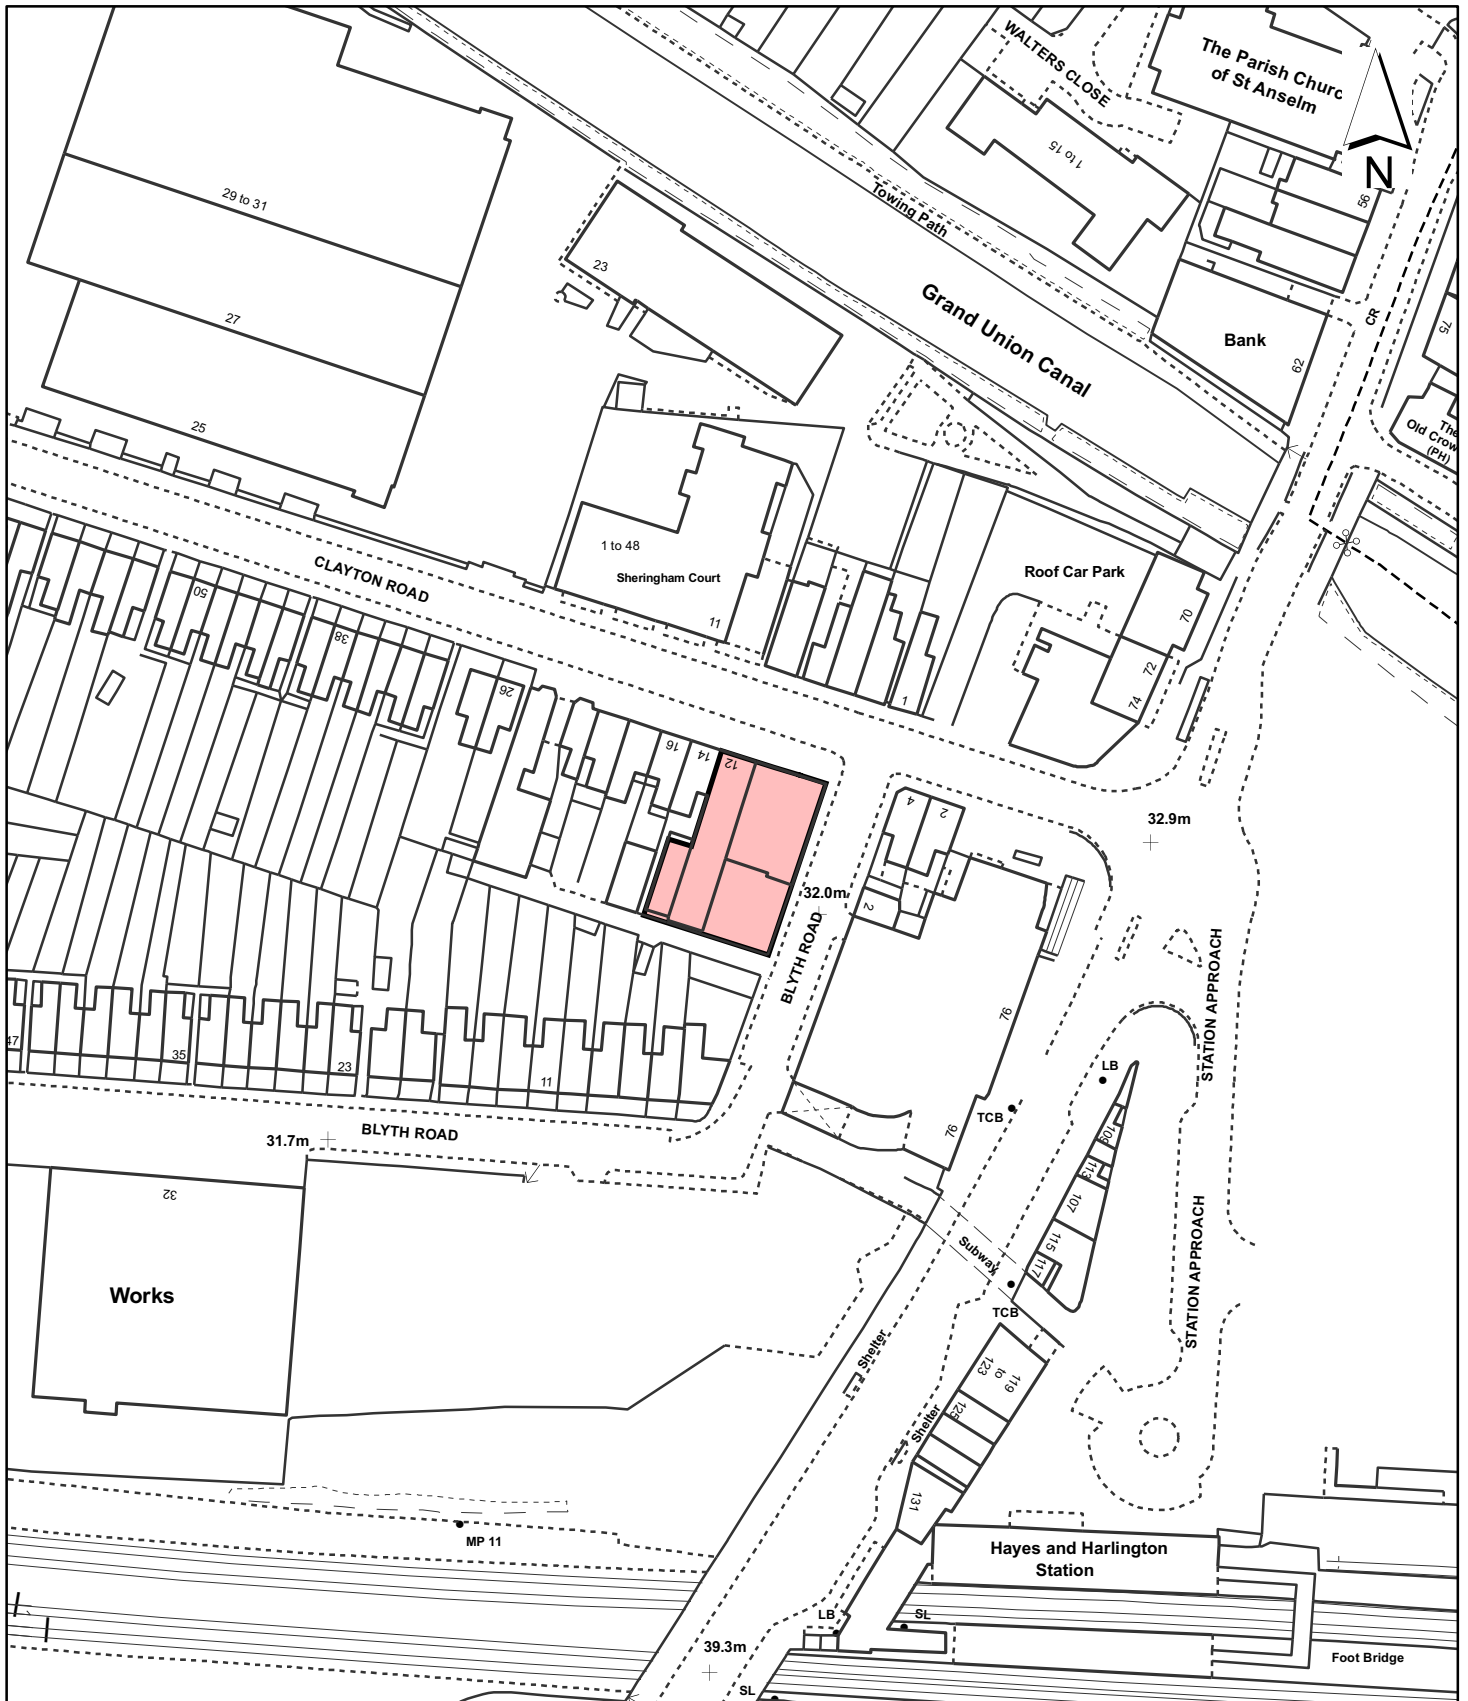 WALTERS CLOSE
The Parish Churc
of St Anselm
N
1 to 15
56
29 to 31
Towing Path
23
27
Grand Union Canal
CR
75
Bank
62
25
The
Old Crow
(PH)
1 to 48
Sheringham Court
11
CLAYTON ROAD
Roof Car Park
50
38
70
72
74
26
1
16
14
12
4
2
32.9m
32.0m
2
BLYTH ROAD
STATION APPROACH
76
47
35
23
11
LB
TCB
109
113
107
115
117
76
BLYTH ROAD
31.7m
32
Subway
TCB
STATION APPROACH
Works
Shelter
119
to
123
125
Shelter
131
MP 11
Hayes and Harlington
Station
LB
SL
39.3m
Foot Bridge
SL